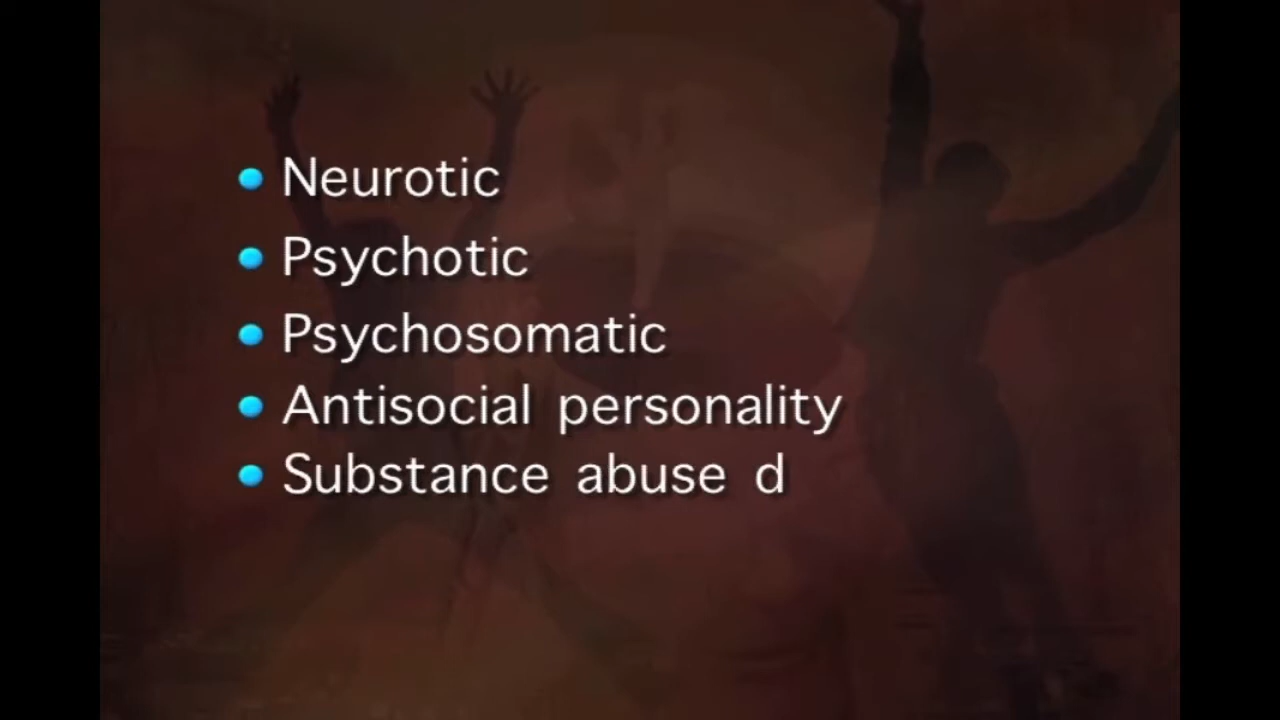 Neurotic
Psychotic
Psychosomatic
Antisocial personality
Substance abuse d